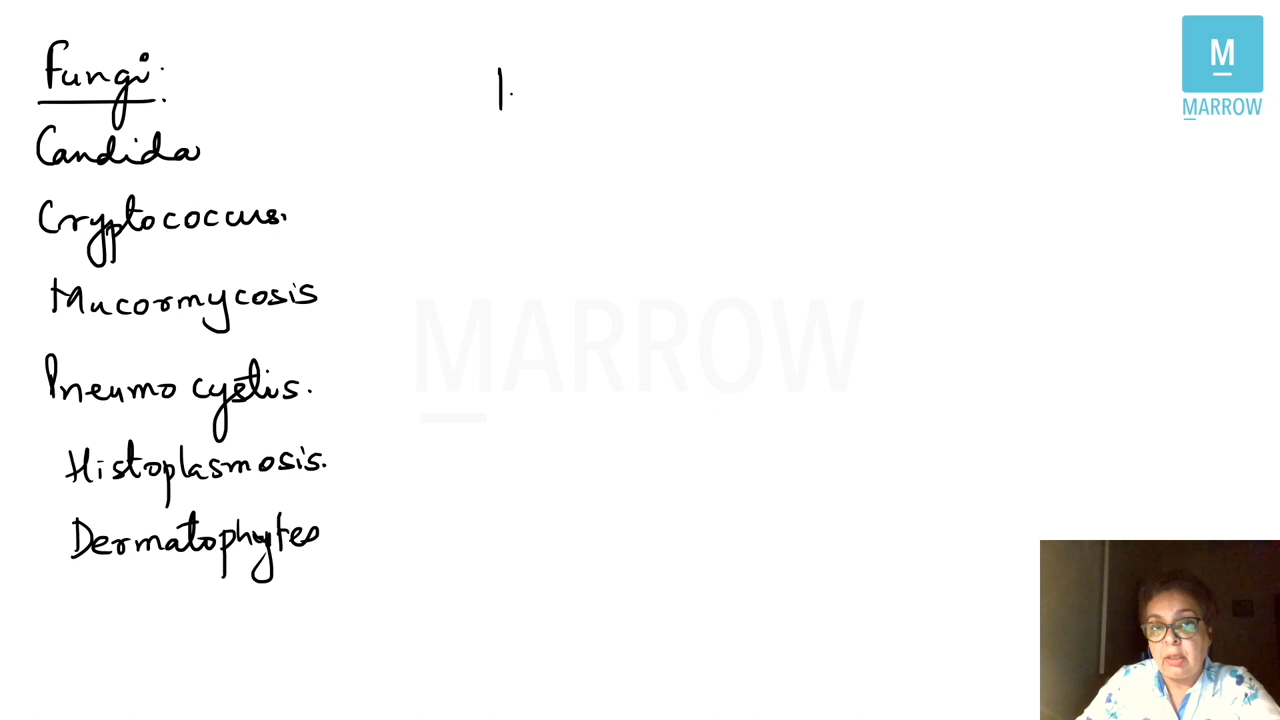 Fungi.
Candida
Cryptococcus.
Mucormycosis
Pneumocystis.
Histoplasmosis.
Dermatophytes
1.
M
MARROW
MARROW